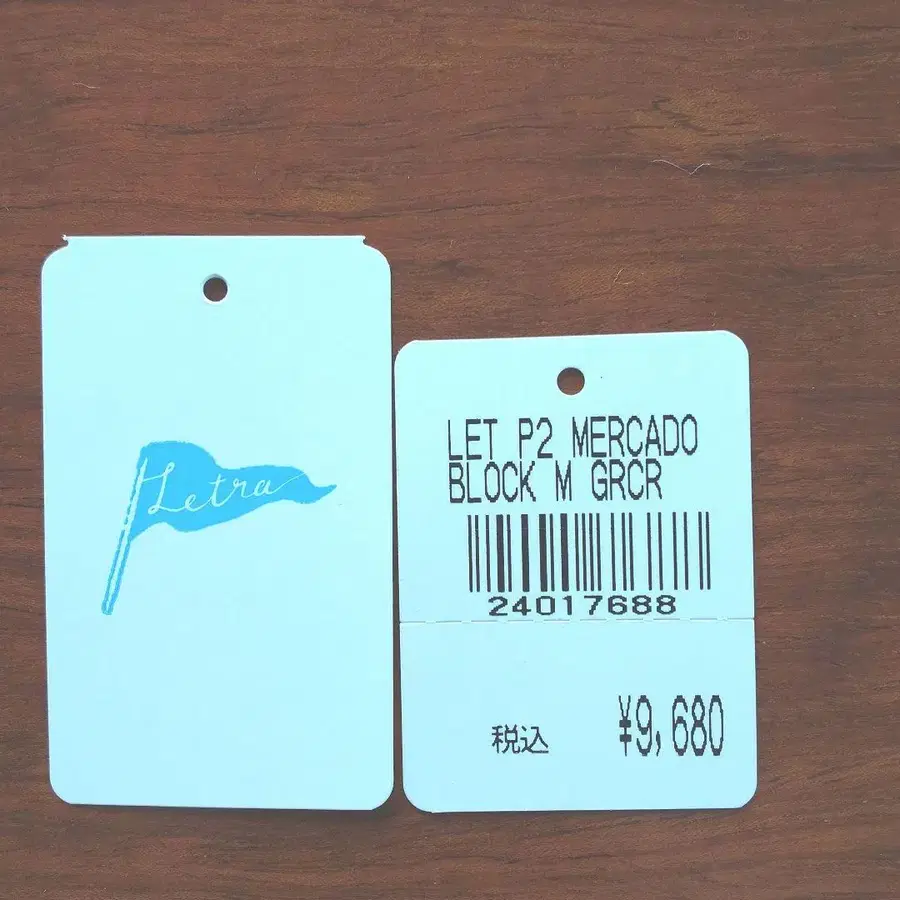 Letra
LET P2 MERCADO
BLOCK M GRCR
24017688
税込 ¥9,680